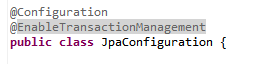 @Configuration
@EnableTransactionManagement
public class JpaConfiguration {